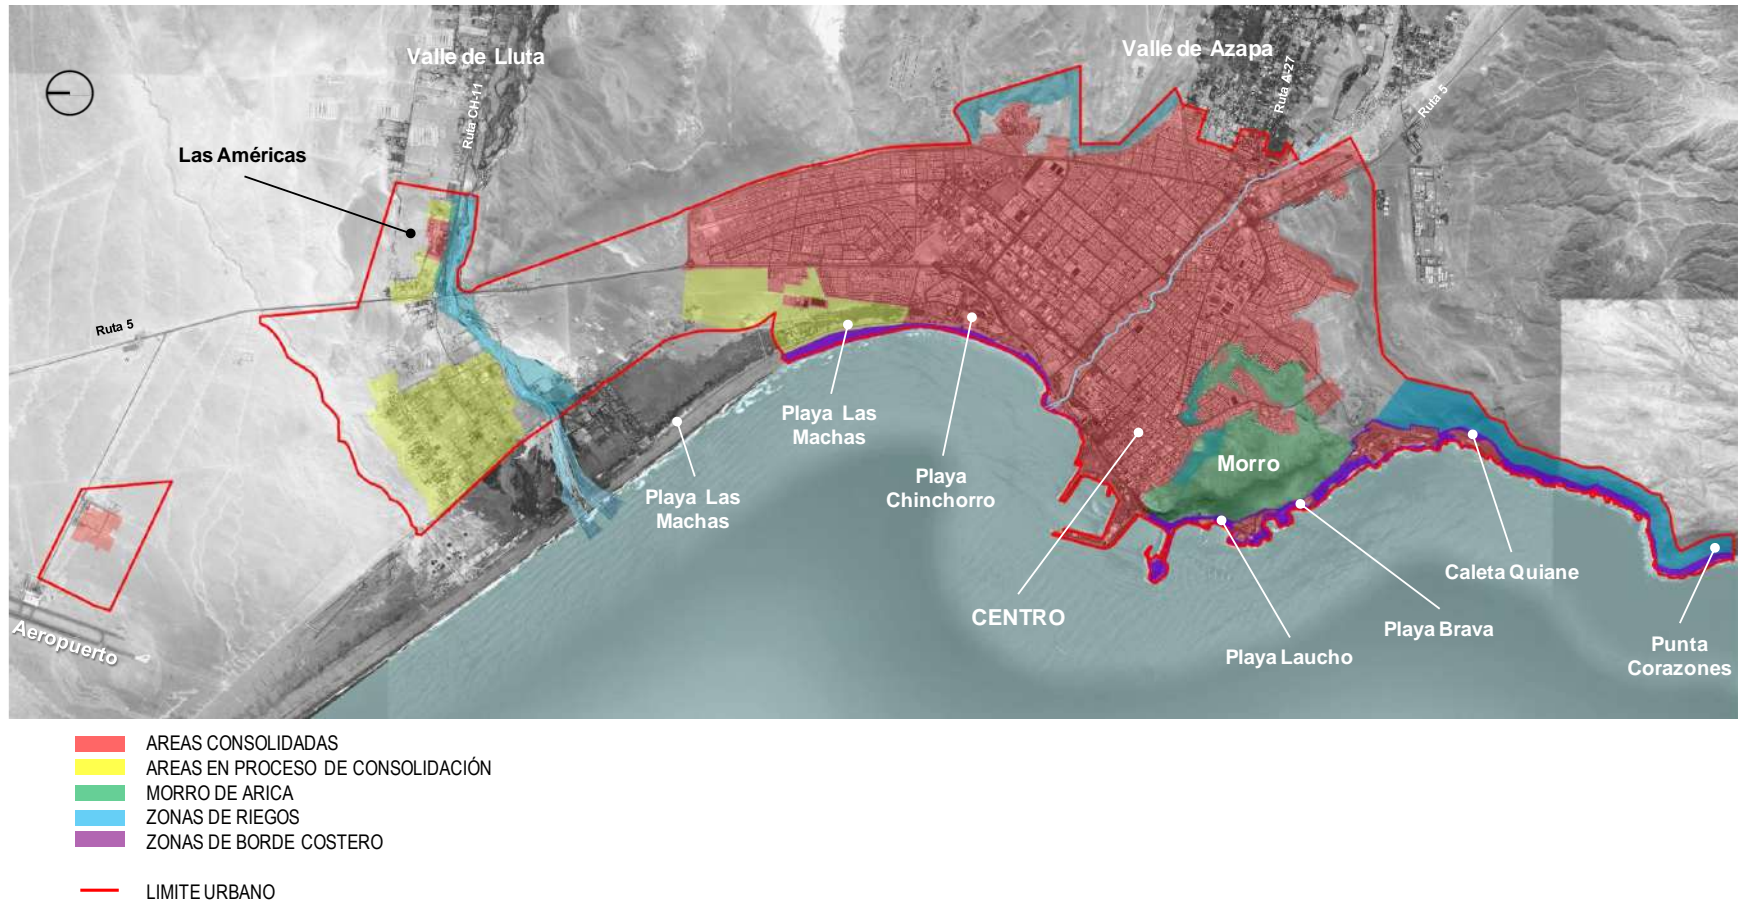 Valle de Lluta
Valle de Azapa
Ruta CH-11
Ruta A-27
Ruta 5
Las Américas
Ruta 5
Playa Las
Machas
Playa Las
Machas
Playa
Chinchorro
Morro
CENTRO
Caleta Quiane
Playa Brava
Playa Laucho
Punta
Corazones
Aeropuerto
AREAS CONSOLIDADAS
AREAS EN PROCESO DE CONSOLIDACIÓN
MORRO DE ARICA
ZONAS DE RIEGOS
ZONAS DE BORDE COSTERO
LIMITE URBANO